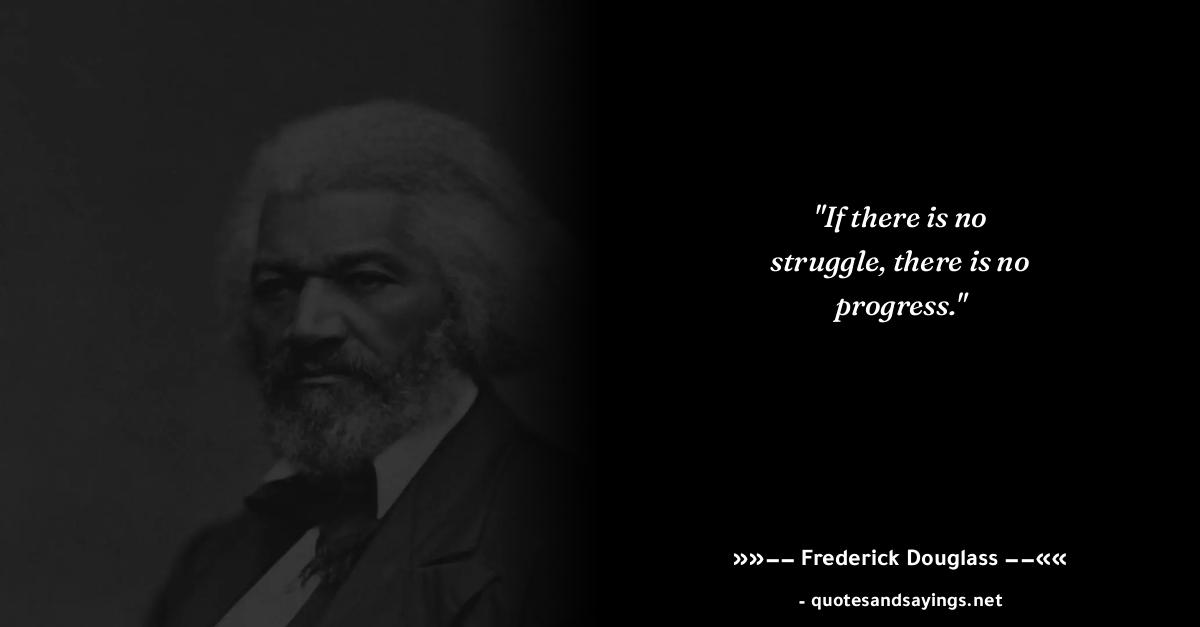 "If there is no
struggle, there is no
progress."
»»–– Frederick Douglass ––««
- quotesandsayings.net